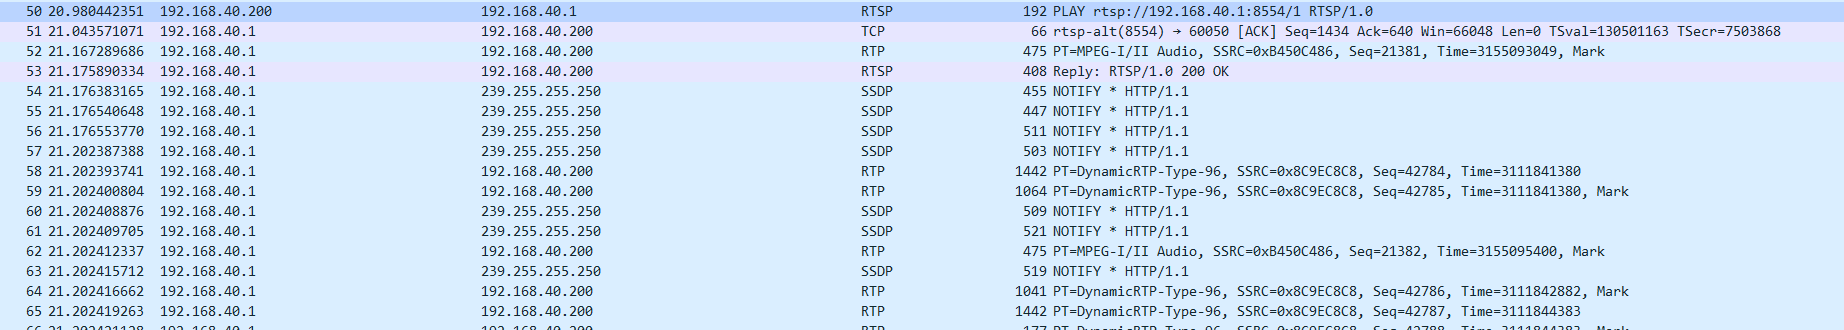 50 20.980442351 192.168.40.200 192.168.40.1 RTSP 192 PLAY rtsp://192.168.40.1:8554/1 RTSP/1.0
51 21.043571071 192.168.40.1 192.168.40.200 TCP 66 rtsp-alt(8554) → 60050 [ACK] Seq=1434 Ack=640 Win=66048 Len=0 TSval=130501163 TSecr=7503868
52 21.167289686 192.168.40.1 192.168.40.200 RTP 475 PT=MPEG-I/II Audio, SSRC=0xB450C486, Seq=21381, Time=3155093049, Mark
53 21.175890334 192.168.40.1 192.168.40.200 RTSP 408 Reply: RTSP/1.0 200 OK
54 21.176383165 192.168.40.1 239.255.255.250 SSDP 455 NOTIFY * HTTP/1.1
55 21.176540648 192.168.40.1 239.255.255.250 SSDP 447 NOTIFY * HTTP/1.1
56 21.176553770 192.168.40.1 239.255.255.250 SSDP 511 NOTIFY * HTTP/1.1
57 21.202387388 192.168.40.1 239.255.255.250 SSDP 503 NOTIFY * HTTP/1.1
58 21.202393741 192.168.40.1 192.168.40.200 RTP 1442 PT=DynamicRTP-Type-96, SSRC=0x8C9EC8C8, Seq=42784, Time=3111841380
59 21.202400804 192.168.40.1 192.168.40.200 RTP 1064 PT=DynamicRTP-Type-96, SSRC=0x8C9EC8C8, Seq=42785, Time=3111841380, Mark
60 21.202408876 192.168.40.1 239.255.255.250 SSDP 509 NOTIFY * HTTP/1.1
61 21.202409705 192.168.40.1 239.255.255.250 SSDP 521 NOTIFY * HTTP/1.1
62 21.202412337 192.168.40.1 192.168.40.200 RTP 475 PT=MPEG-I/II Audio, SSRC=0xB450C486, Seq=21382, Time=3155095400, Mark
63 21.202415712 192.168.40.1 239.255.255.250 SSDP 519 NOTIFY * HTTP/1.1
64 21.202416662 192.168.40.1 192.168.40.200 RTP 1041 PT=DynamicRTP-Type-96, SSRC=0x8C9EC8C8, Seq=42786, Time=3111842882, Mark
65 21.202419263 192.168.40.1 192.168.40.200 RTP 1442 PT=DynamicRTP-Type-96, SSRC=0x8C9EC8C8, Seq=42787, Time=3111844383